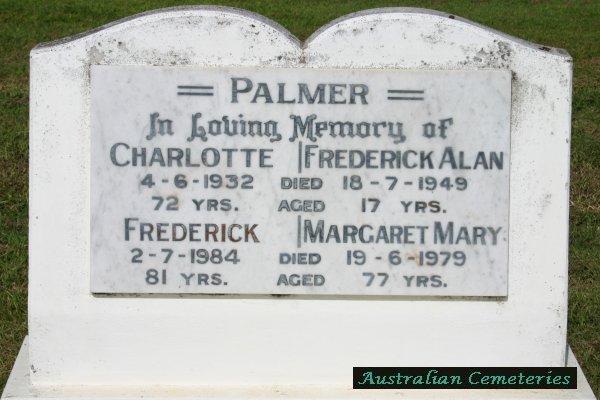 = PALMER =
In Loving Memory of
CHARLOTTE | FREDERICK ALAN
4-6-1932 DIED 18-7-1949
72 YRS. AGED 17 YRS.
FREDERICK | MARGARET MARY
2-7-1984 DIED 19-6-1979
81 YRS. AGED 77 YRS.
Australian Cemeteries